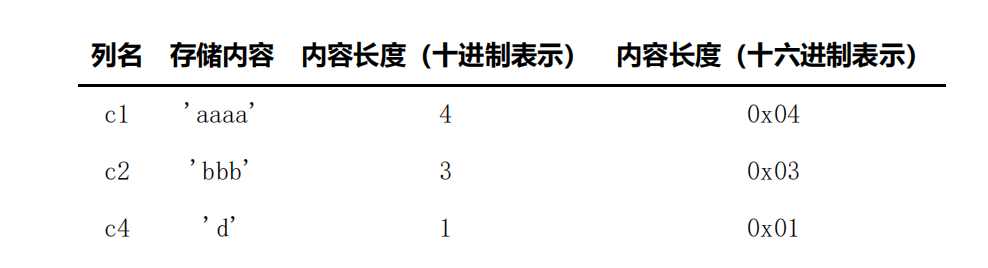 列名 存储内容 内容长度（十进制表示） 内容长度（十六进制表示）
c1 'aaaa' 4 0x04
c2 'bbb' 3 0x03
c4 'd' 1 0x01